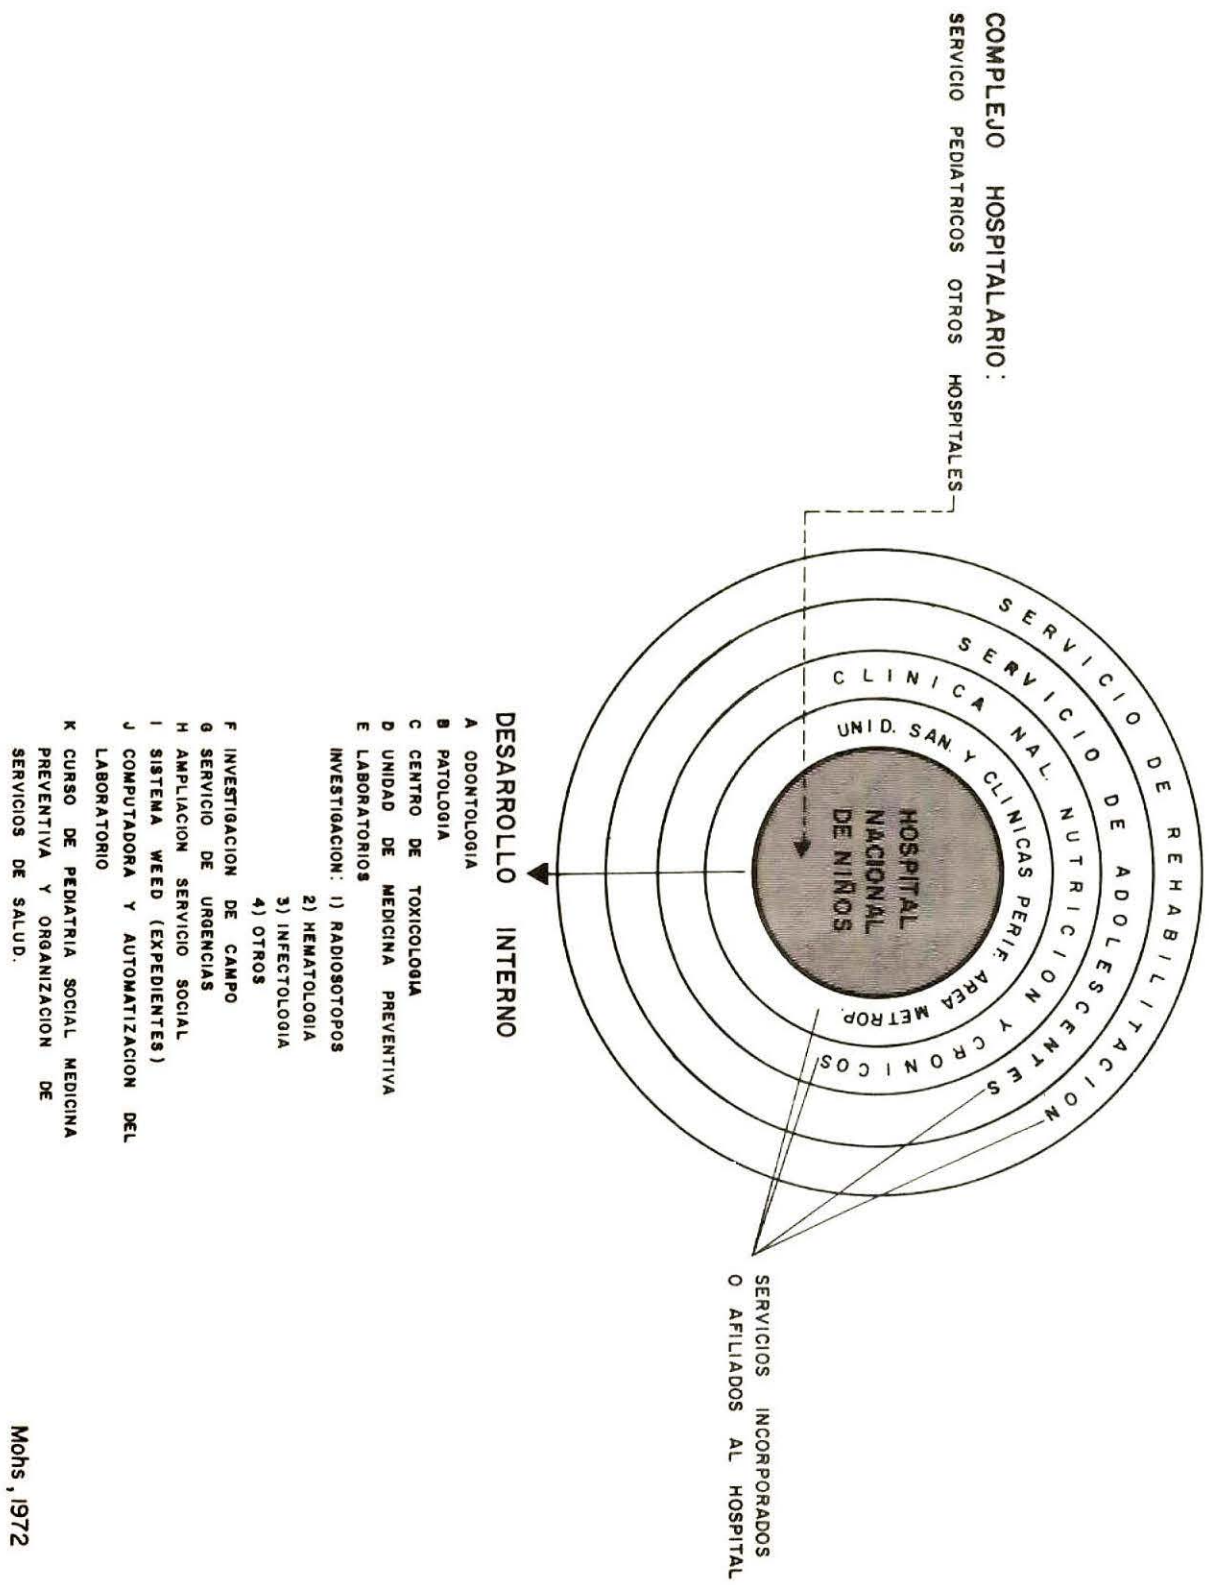 COMPLEJO HOSPITALARIO:
SERVICIO PEDIATRICOS OTROS HOSPITALES
SERVICIO DE REHABILITACION
SERVICIO DE ADOLESCENTES
CLINICA NAL. NUTRICION Y CRONICOS
UNID. SAN. Y CLINICAS PERIF. AREA METROP.
HOSPITAL
NACIONAL
DE NIÑOS
SERVICIOS INCORPORADOS
O AFILIADOS AL HOSPITAL
DESARROLLO INTERNO
A ODONTOLOGIA
B PATOLOGIA
C CENTRO DE TOXICOLOGIA
D UNIDAD DE MEDICINA PREVENTIVA
E LABORATORIOS
INVESTIGACION: 1) RADIOSOTOPOS
2) HEMATOLOGIA
3) INFECTOLOGIA
4) OTROS
F INVESTIGACION DE CAMPO
G SERVICIO DE URGENCIAS
H AMPLIACION SERVICIO SOCIAL
I SISTEMA WEED (EXPEDIENTES)
J COMPUTADORA Y AUTOMATIZACION DEL
LABORATORIO
K CURSO DE PEDIATRIA SOCIAL MEDICINA
PREVENTIVA Y ORGANIZACION DE
SERVICIOS DE SALUD.
Mohs, 1972